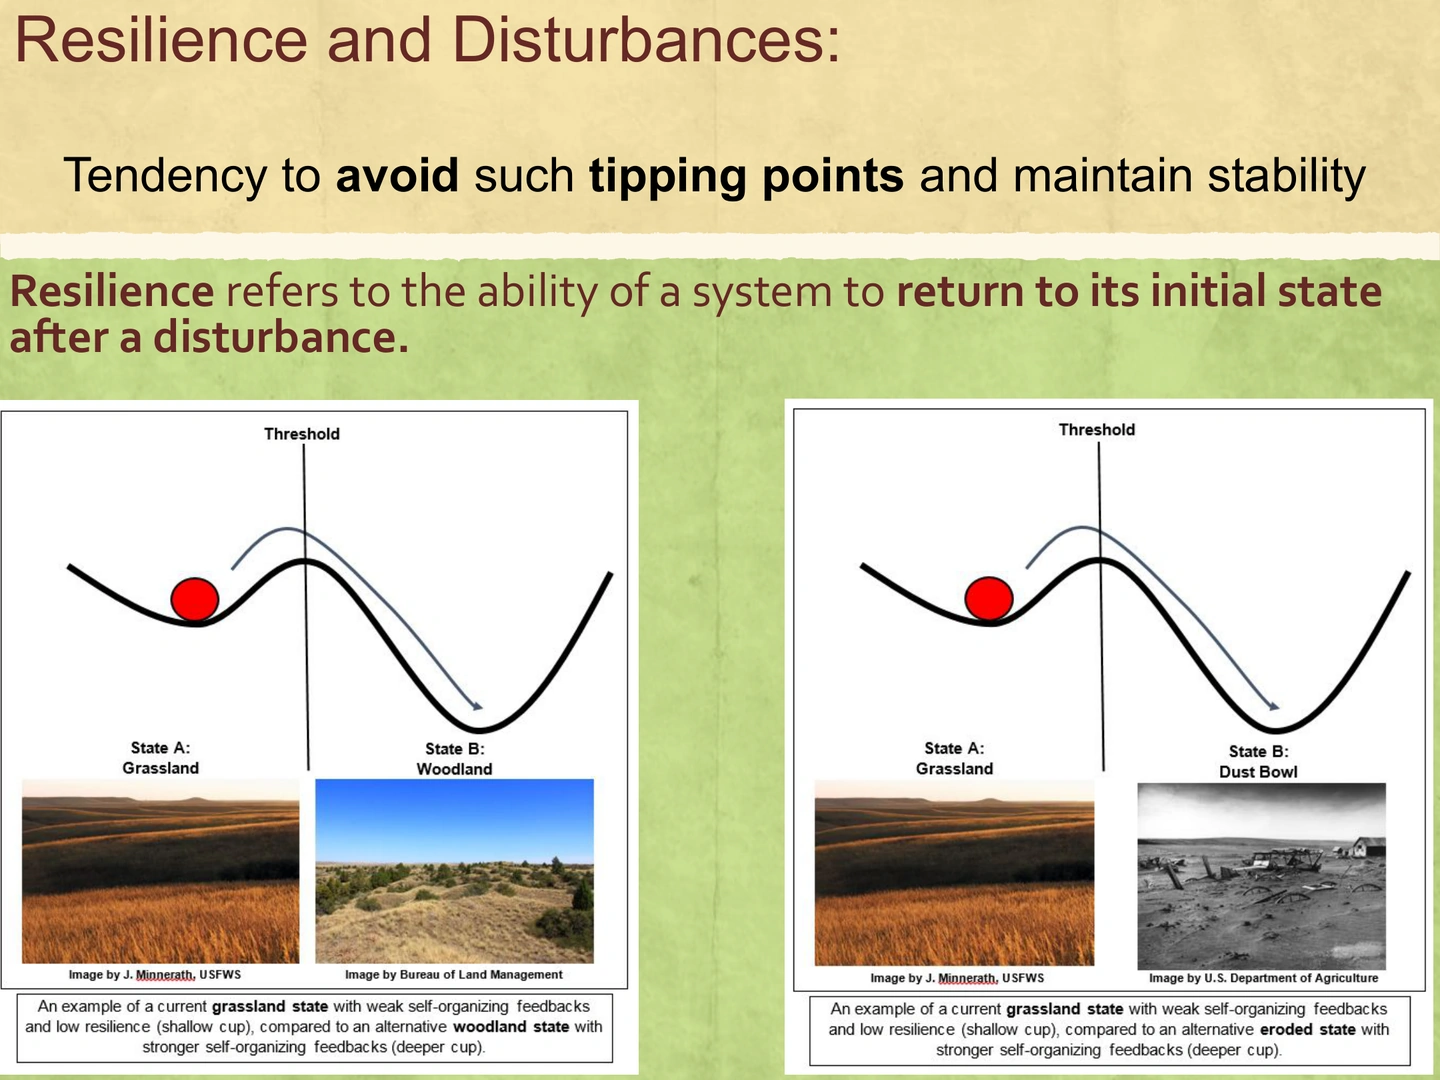 Resilience and Disturbances:
Tendency to avoid such tipping points and maintain stability
Resilience refers to the ability of a system to return to its initial state
after a disturbance.
Threshold
State A:
Grassland
State B:
Woodland
Image by J. Minnerath, USFWS
Image by Bureau of Land Management
An example of a current grassland state with weak self-organizing feedbacks
and low resilience (shallow cup), compared to an alternative woodland state with
stronger self-organizing feedbacks (deeper cup).
Threshold
State A:
Grassland
State B:
Dust Bowl
Image by J. Minnerath, USFWS
Image by U.S. Department of Agriculture
An example of a current grassland state with weak self-organizing feedbacks
and low resilience (shallow cup), compared to an alternative eroded state with
stronger self-organizing feedbacks (deeper cup).